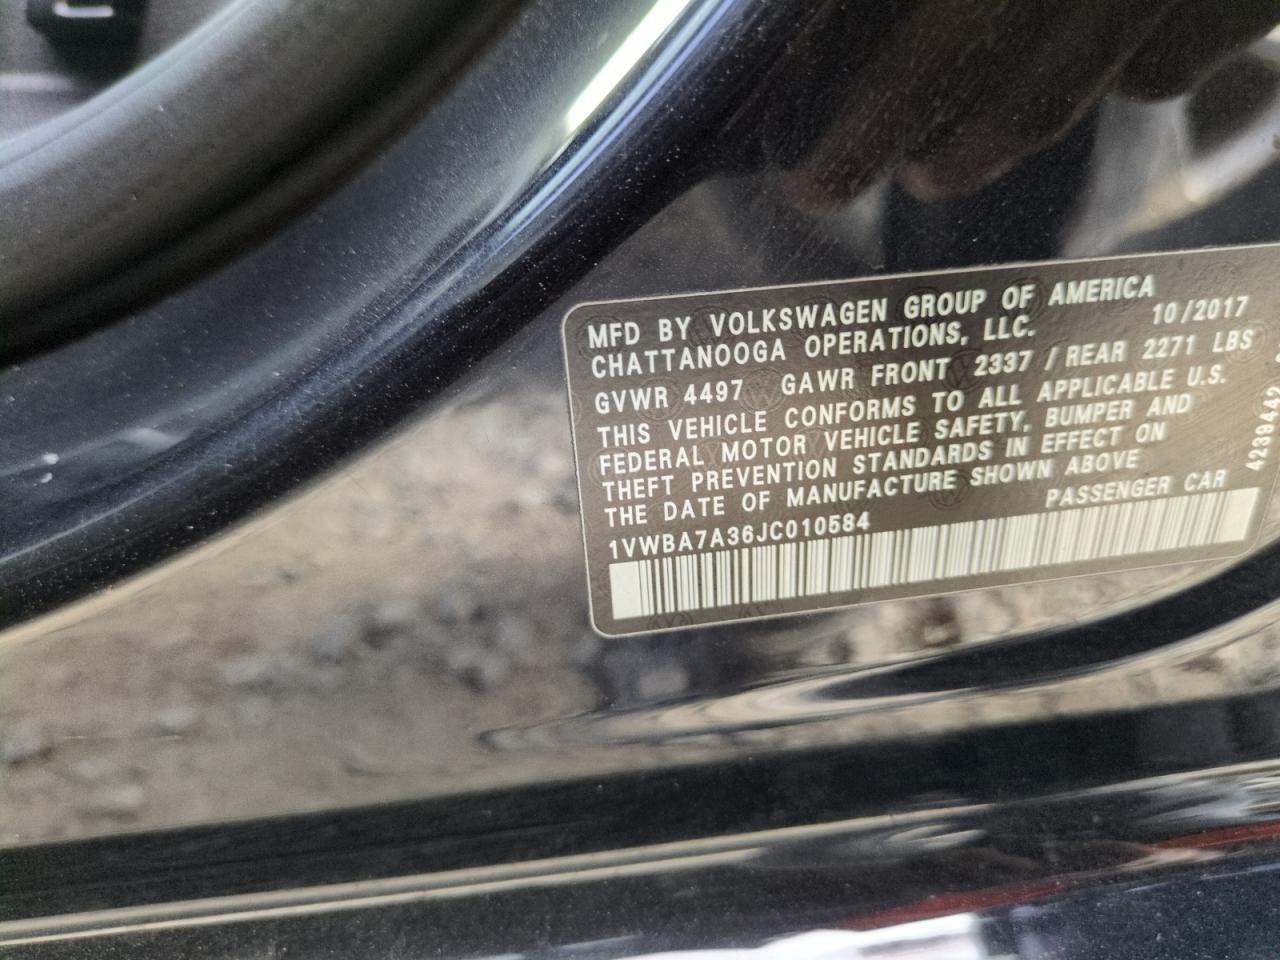 MFD BY VOLKSWAGEN GROUP OF AMERICA
CHATTANOOGA OPERATIONS, LLC. 10/2017
GVWR 4497 GAWR FRONT 2337 / REAR 2271 LBS
THIS VEHICLE CONFORMS TO ALL APPLICABLE U.S.
FEDERAL MOTOR VEHICLE SAFETY, BUMPER AND
THEFT PREVENTION STANDARDS IN EFFECT ON
THE DATE OF MANUFACTURE SHOWN ABOVE
1VWBA7A36JC010584 PASSENGER CAR